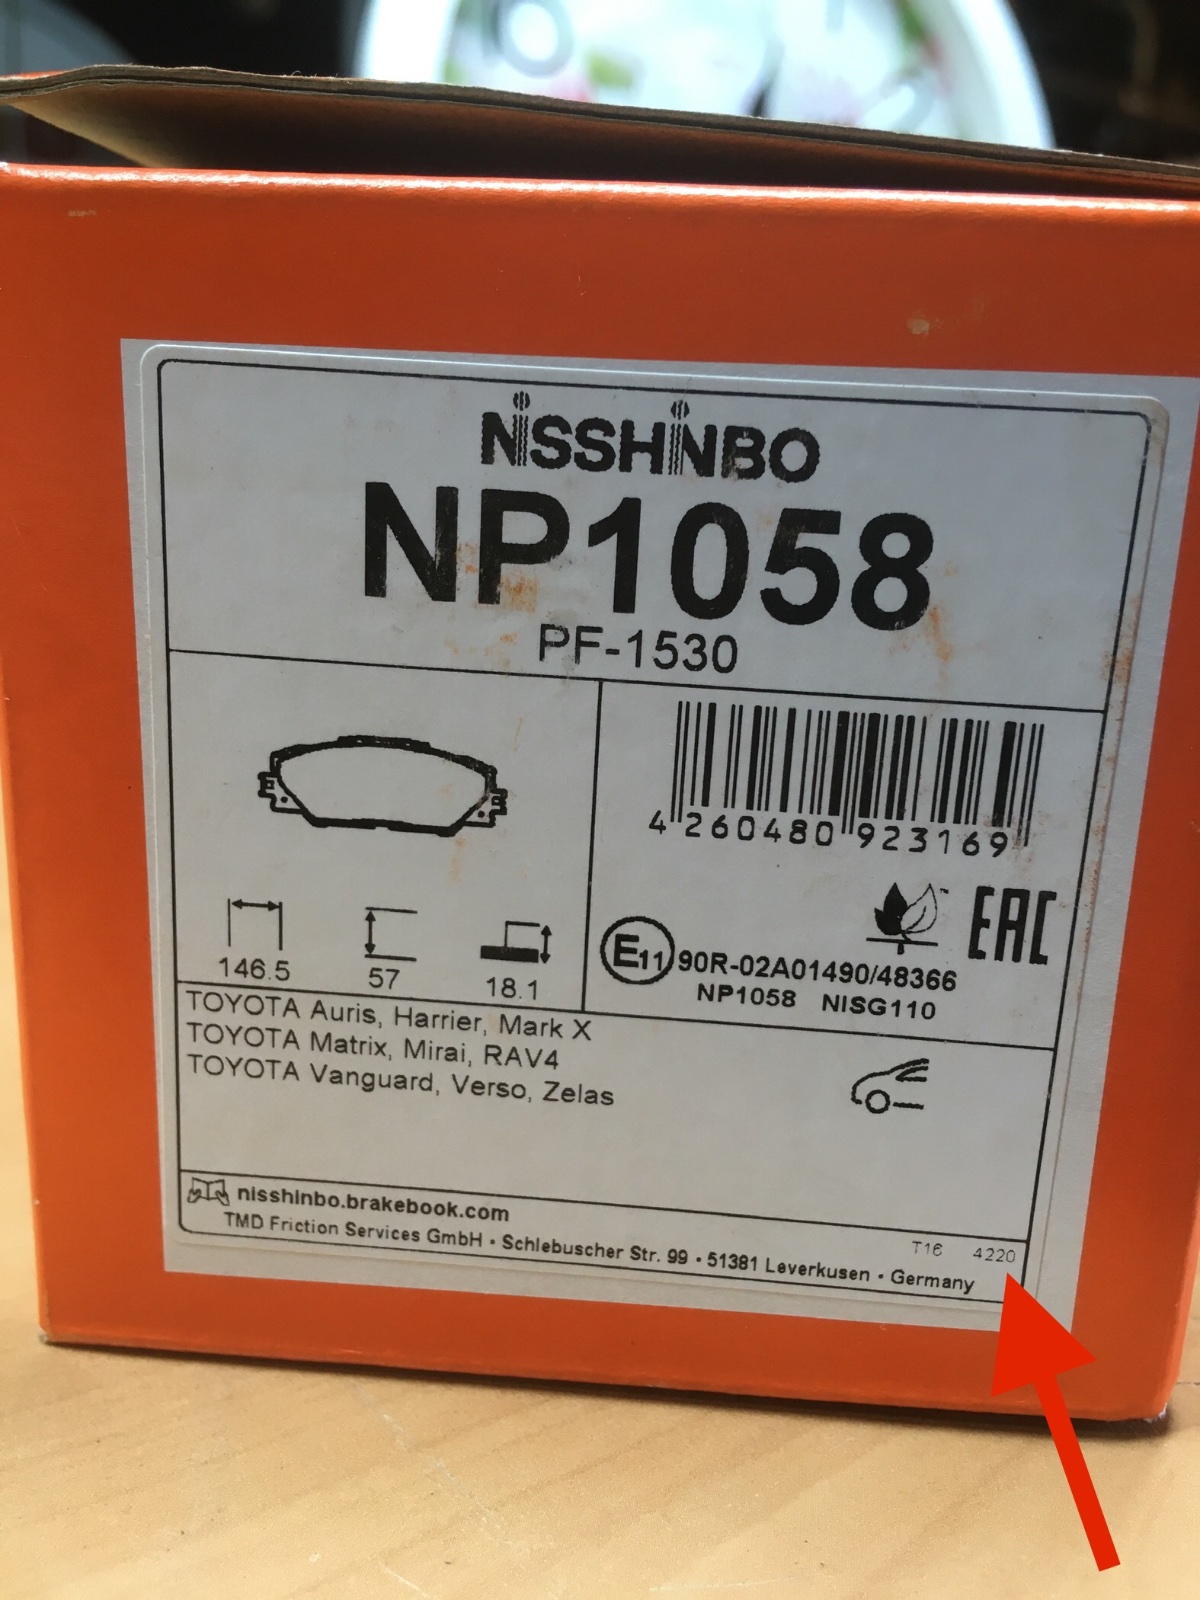 NiSSHiNBO
NP1058
PF-1530
4 260480 923169
146.5
57
18.1
EAC
E11 90R-02A01490/48366
NP1058 NISG110
TOYOTA Auris, Harrier, Mark X
TOYOTA Matrix, Mirai, RAV4
TOYOTA Vanguard, Verso, Zelas
nisshinbo.brakebook.com
T16 4220
TMD Friction Services GmbH • Schlebuscher Str. 99 • 51381 Leverkusen • Germany